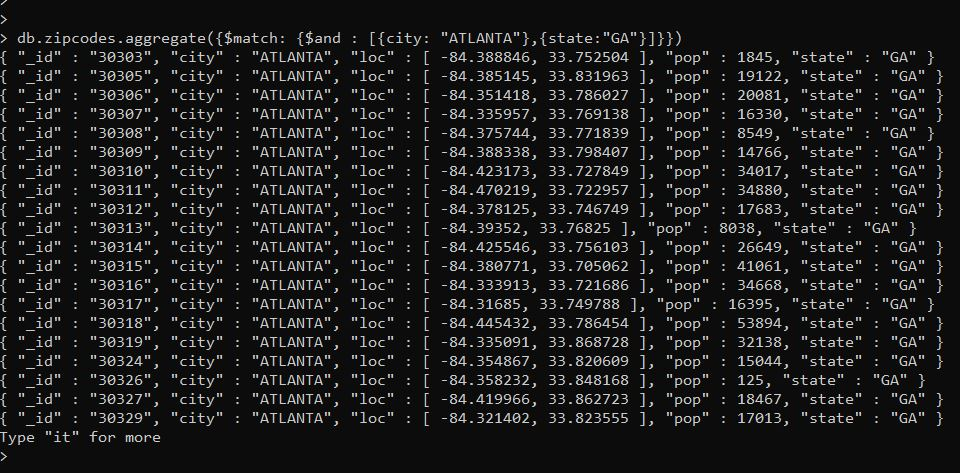 >
>
> db.zipcodes.aggregate({$match: {$and : [{city: "ATLANTA"},{state:"GA"}]}})
{ "_id" : "30303", "city" : "ATLANTA", "loc" : [ -84.388846, 33.752504 ], "pop" : 1845, "state" : "GA" }
{ "_id" : "30305", "city" : "ATLANTA", "loc" : [ -84.385145, 33.831963 ], "pop" : 19122, "state" : "GA" }
{ "_id" : "30306", "city" : "ATLANTA", "loc" : [ -84.351418, 33.786027 ], "pop" : 20081, "state" : "GA" }
{ "_id" : "30307", "city" : "ATLANTA", "loc" : [ -84.335957, 33.769138 ], "pop" : 16330, "state" : "GA" }
{ "_id" : "30308", "city" : "ATLANTA", "loc" : [ -84.375744, 33.771839 ], "pop" : 8549, "state" : "GA" }
{ "_id" : "30309", "city" : "ATLANTA", "loc" : [ -84.388338, 33.798407 ], "pop" : 14766, "state" : "GA" }
{ "_id" : "30310", "city" : "ATLANTA", "loc" : [ -84.423173, 33.727849 ], "pop" : 34017, "state" : "GA" }
{ "_id" : "30311", "city" : "ATLANTA", "loc" : [ -84.470219, 33.722957 ], "pop" : 34880, "state" : "GA" }
{ "_id" : "30312", "city" : "ATLANTA", "loc" : [ -84.378125, 33.746749 ], "pop" : 17683, "state" : "GA" }
{ "_id" : "30313", "city" : "ATLANTA", "loc" : [ -84.39352, 33.76825 ], "pop" : 8038, "state" : "GA" }
{ "_id" : "30314", "city" : "ATLANTA", "loc" : [ -84.425546, 33.756103 ], "pop" : 26649, "state" : "GA" }
{ "_id" : "30315", "city" : "ATLANTA", "loc" : [ -84.380771, 33.705062 ], "pop" : 41061, "state" : "GA" }
{ "_id" : "30316", "city" : "ATLANTA", "loc" : [ -84.333913, 33.721686 ], "pop" : 34668, "state" : "GA" }
{ "_id" : "30317", "city" : "ATLANTA", "loc" : [ -84.31685, 33.749788 ], "pop" : 16395, "state" : "GA" }
{ "_id" : "30318", "city" : "ATLANTA", "loc" : [ -84.445432, 33.786454 ], "pop" : 53894, "state" : "GA" }
{ "_id" : "30319", "city" : "ATLANTA", "loc" : [ -84.335091, 33.868728 ], "pop" : 32138, "state" : "GA" }
{ "_id" : "30324", "city" : "ATLANTA", "loc" : [ -84.354867, 33.820609 ], "pop" : 15044, "state" : "GA" }
{ "_id" : "30326", "city" : "ATLANTA", "loc" : [ -84.358232, 33.848168 ], "pop" : 125, "state" : "GA" }
{ "_id" : "30327", "city" : "ATLANTA", "loc" : [ -84.419966, 33.862723 ], "pop" : 18467, "state" : "GA" }
{ "_id" : "30329", "city" : "ATLANTA", "loc" : [ -84.321402, 33.823555 ], "pop" : 17013, "state" : "GA" }
Type "it" for more
>